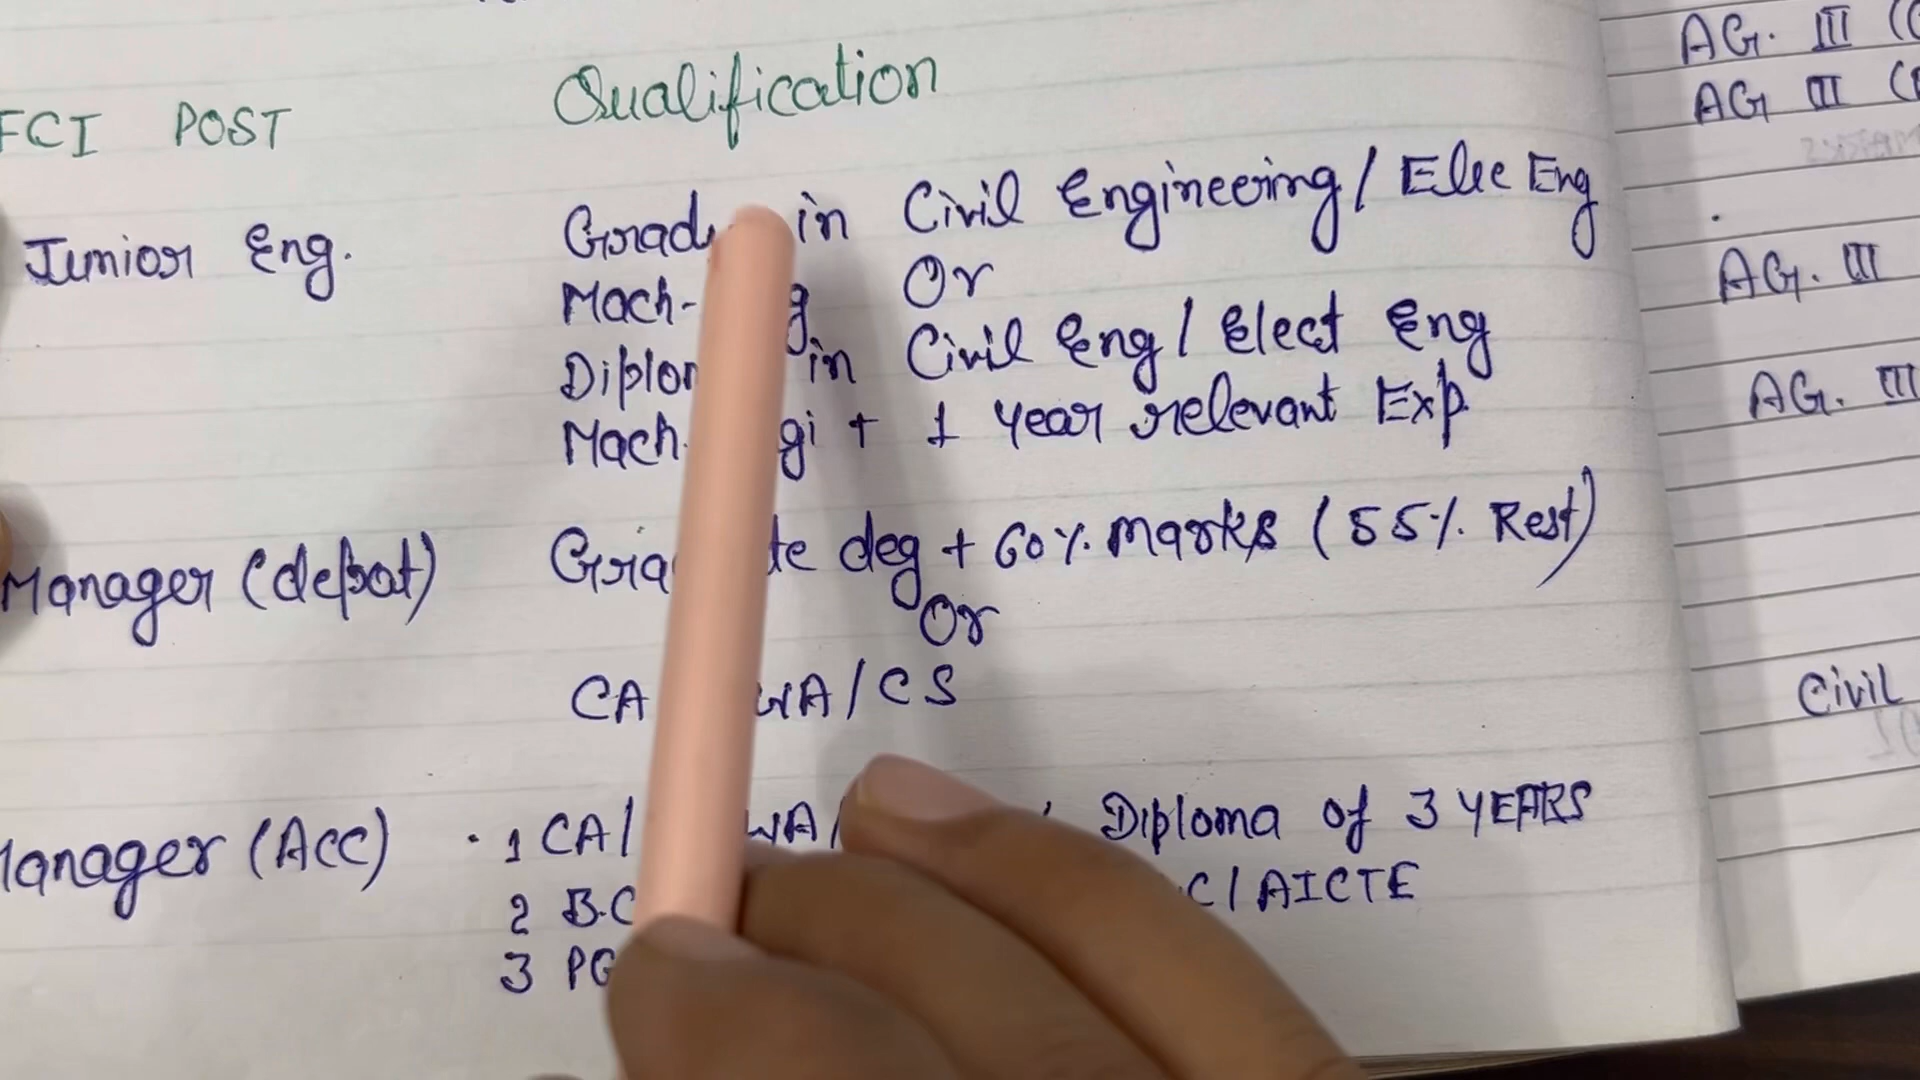 FCI POST Qualification
Junior Eng. in Civil Engineering / Elec Eng
Mach- Or
in Civil Eng / Elect Eng
Mach. + 1 Year relevant Exp.
Manager (depot) deg + 60% Marks (55% Rest)
Or
CA / CS
Manager (Acc) 1 CA / Diploma of 3 YEARS
2 / AICTE
3 PG
AG. III
AG III
AG. III
AG. III
Civil